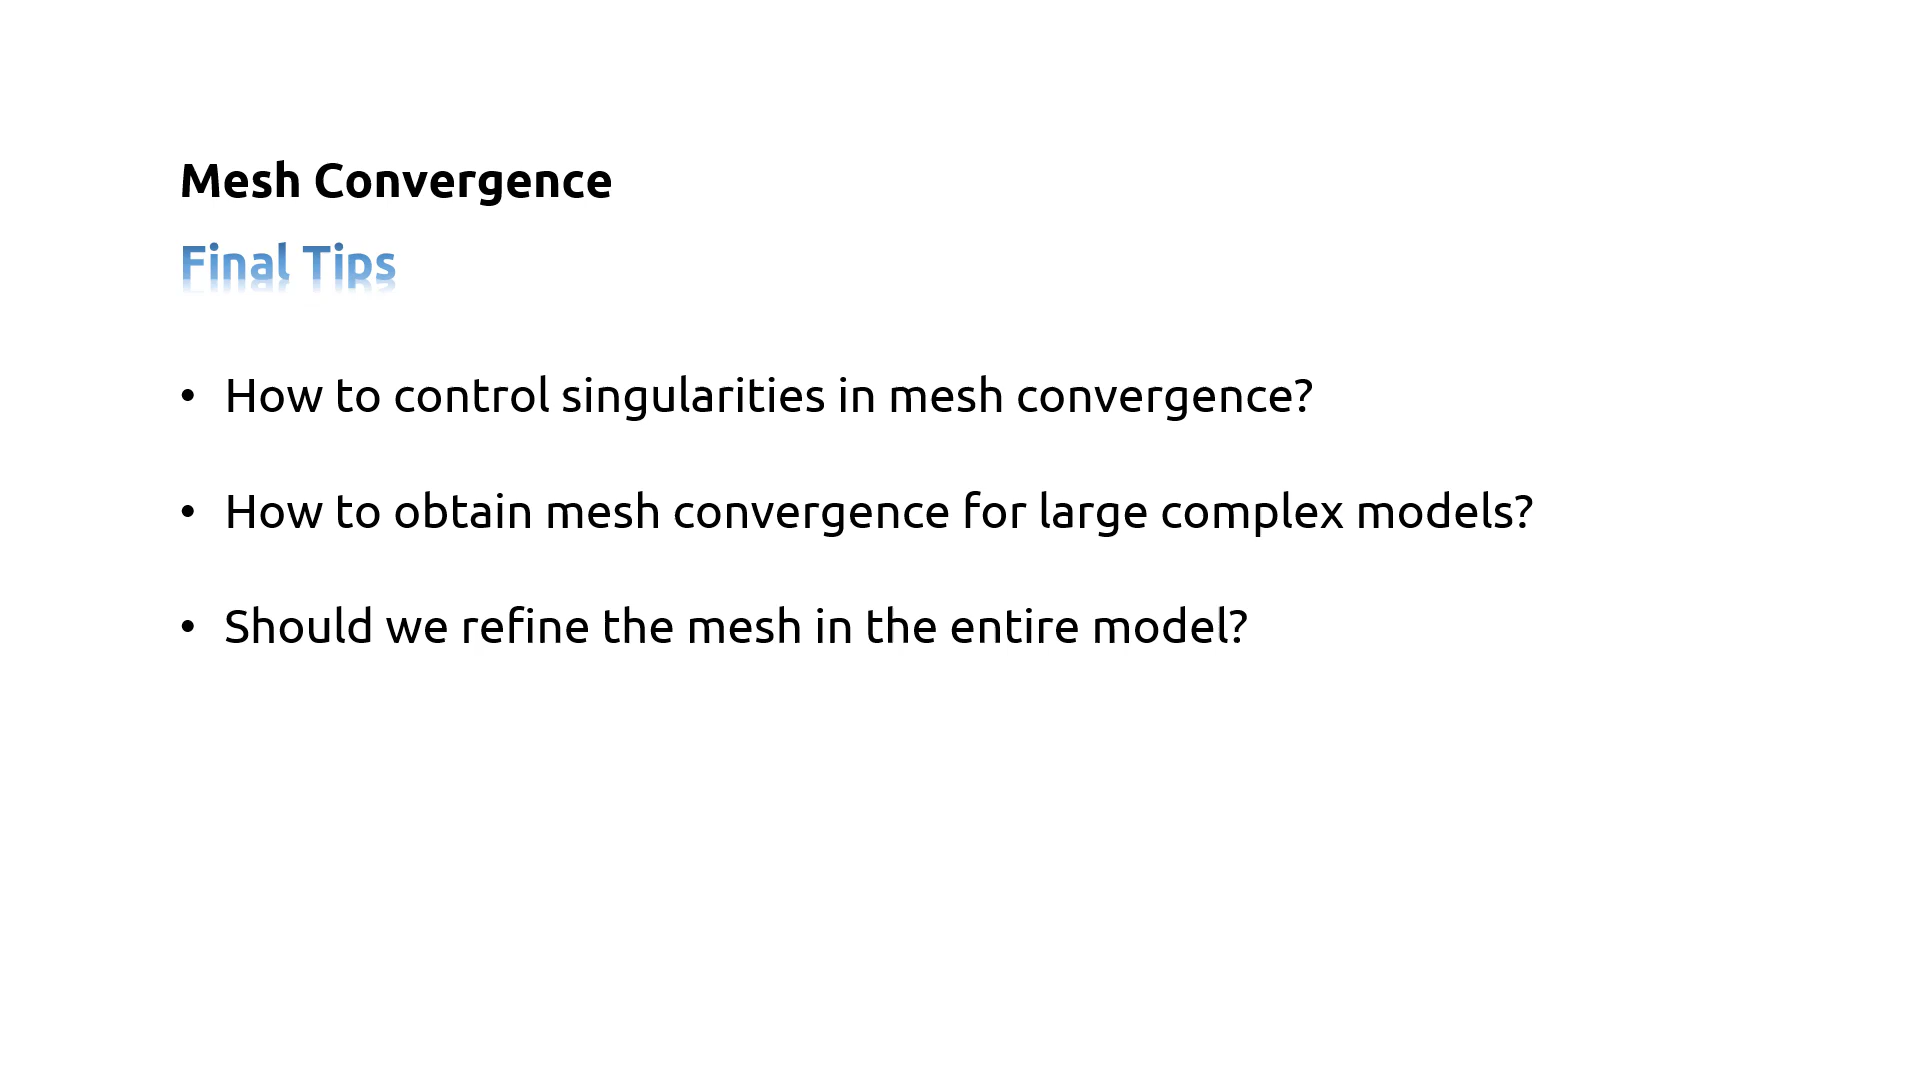 Mesh Convergence
Final Tips
• How to control singularities in mesh convergence?
• How to obtain mesh convergence for large complex models?
• Should we refine the mesh in the entire model?